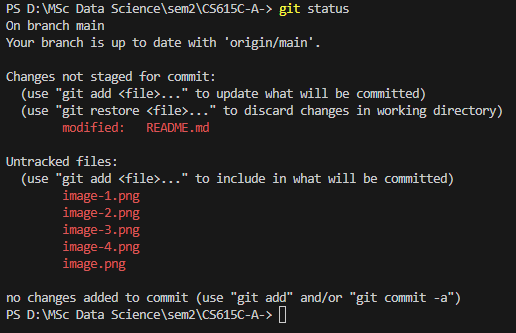 PS D:\MSc Data Science\sem2\CS615C-A-> git status
On branch main
Your branch is up to date with 'origin/main'.
Changes not staged for commit:
(use "git add <file>..." to update what will be committed)
(use "git restore <file>..." to discard changes in working directory)
modified:   README.md
Untracked files:
(use "git add <file>..." to include in what will be committed)
image-1.png
image-2.png
image-3.png
image-4.png
image.png
no changes added to commit (use "git add" and/or "git commit -a")
PS D:\MSc Data Science\sem2\CS615C-A->